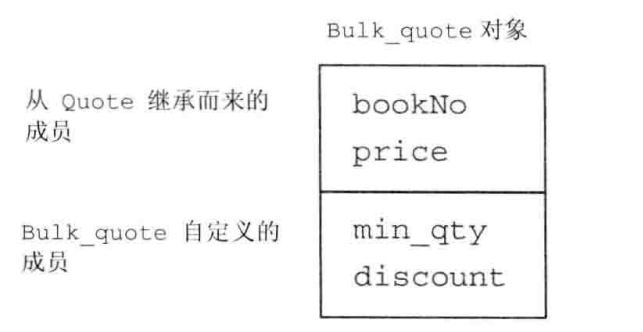 Bulk_quote 对象
从 Quote 继承而来的
成员
bookNo
price
Bulk_quote 自定义的
成员
min_qty
discount